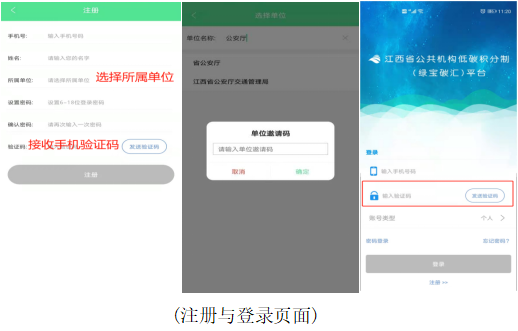 注册
手机号: 输入手机号码
姓名: 请输入您的名字
所属单位: 请选择所属单位
选择所属单位
设置密码: 设置6-18位登录密码
确认密码: 请再次输入一次密码
验证码: 接收手机验证码 发送验证码
注册
选择单位
单位名称: 公安厅
省公安厅
江西省公安厅交通管理局
单位邀请码
请输入单位邀请码
取消 确定
11:20
江西省公共机构低碳积分制
(绿宝碳汇)平台
登录
输入手机号码
输入验证码 发送验证码
账号类型 个人
密码登录 忘记密码?
登录
注册
(注册与登录页面)